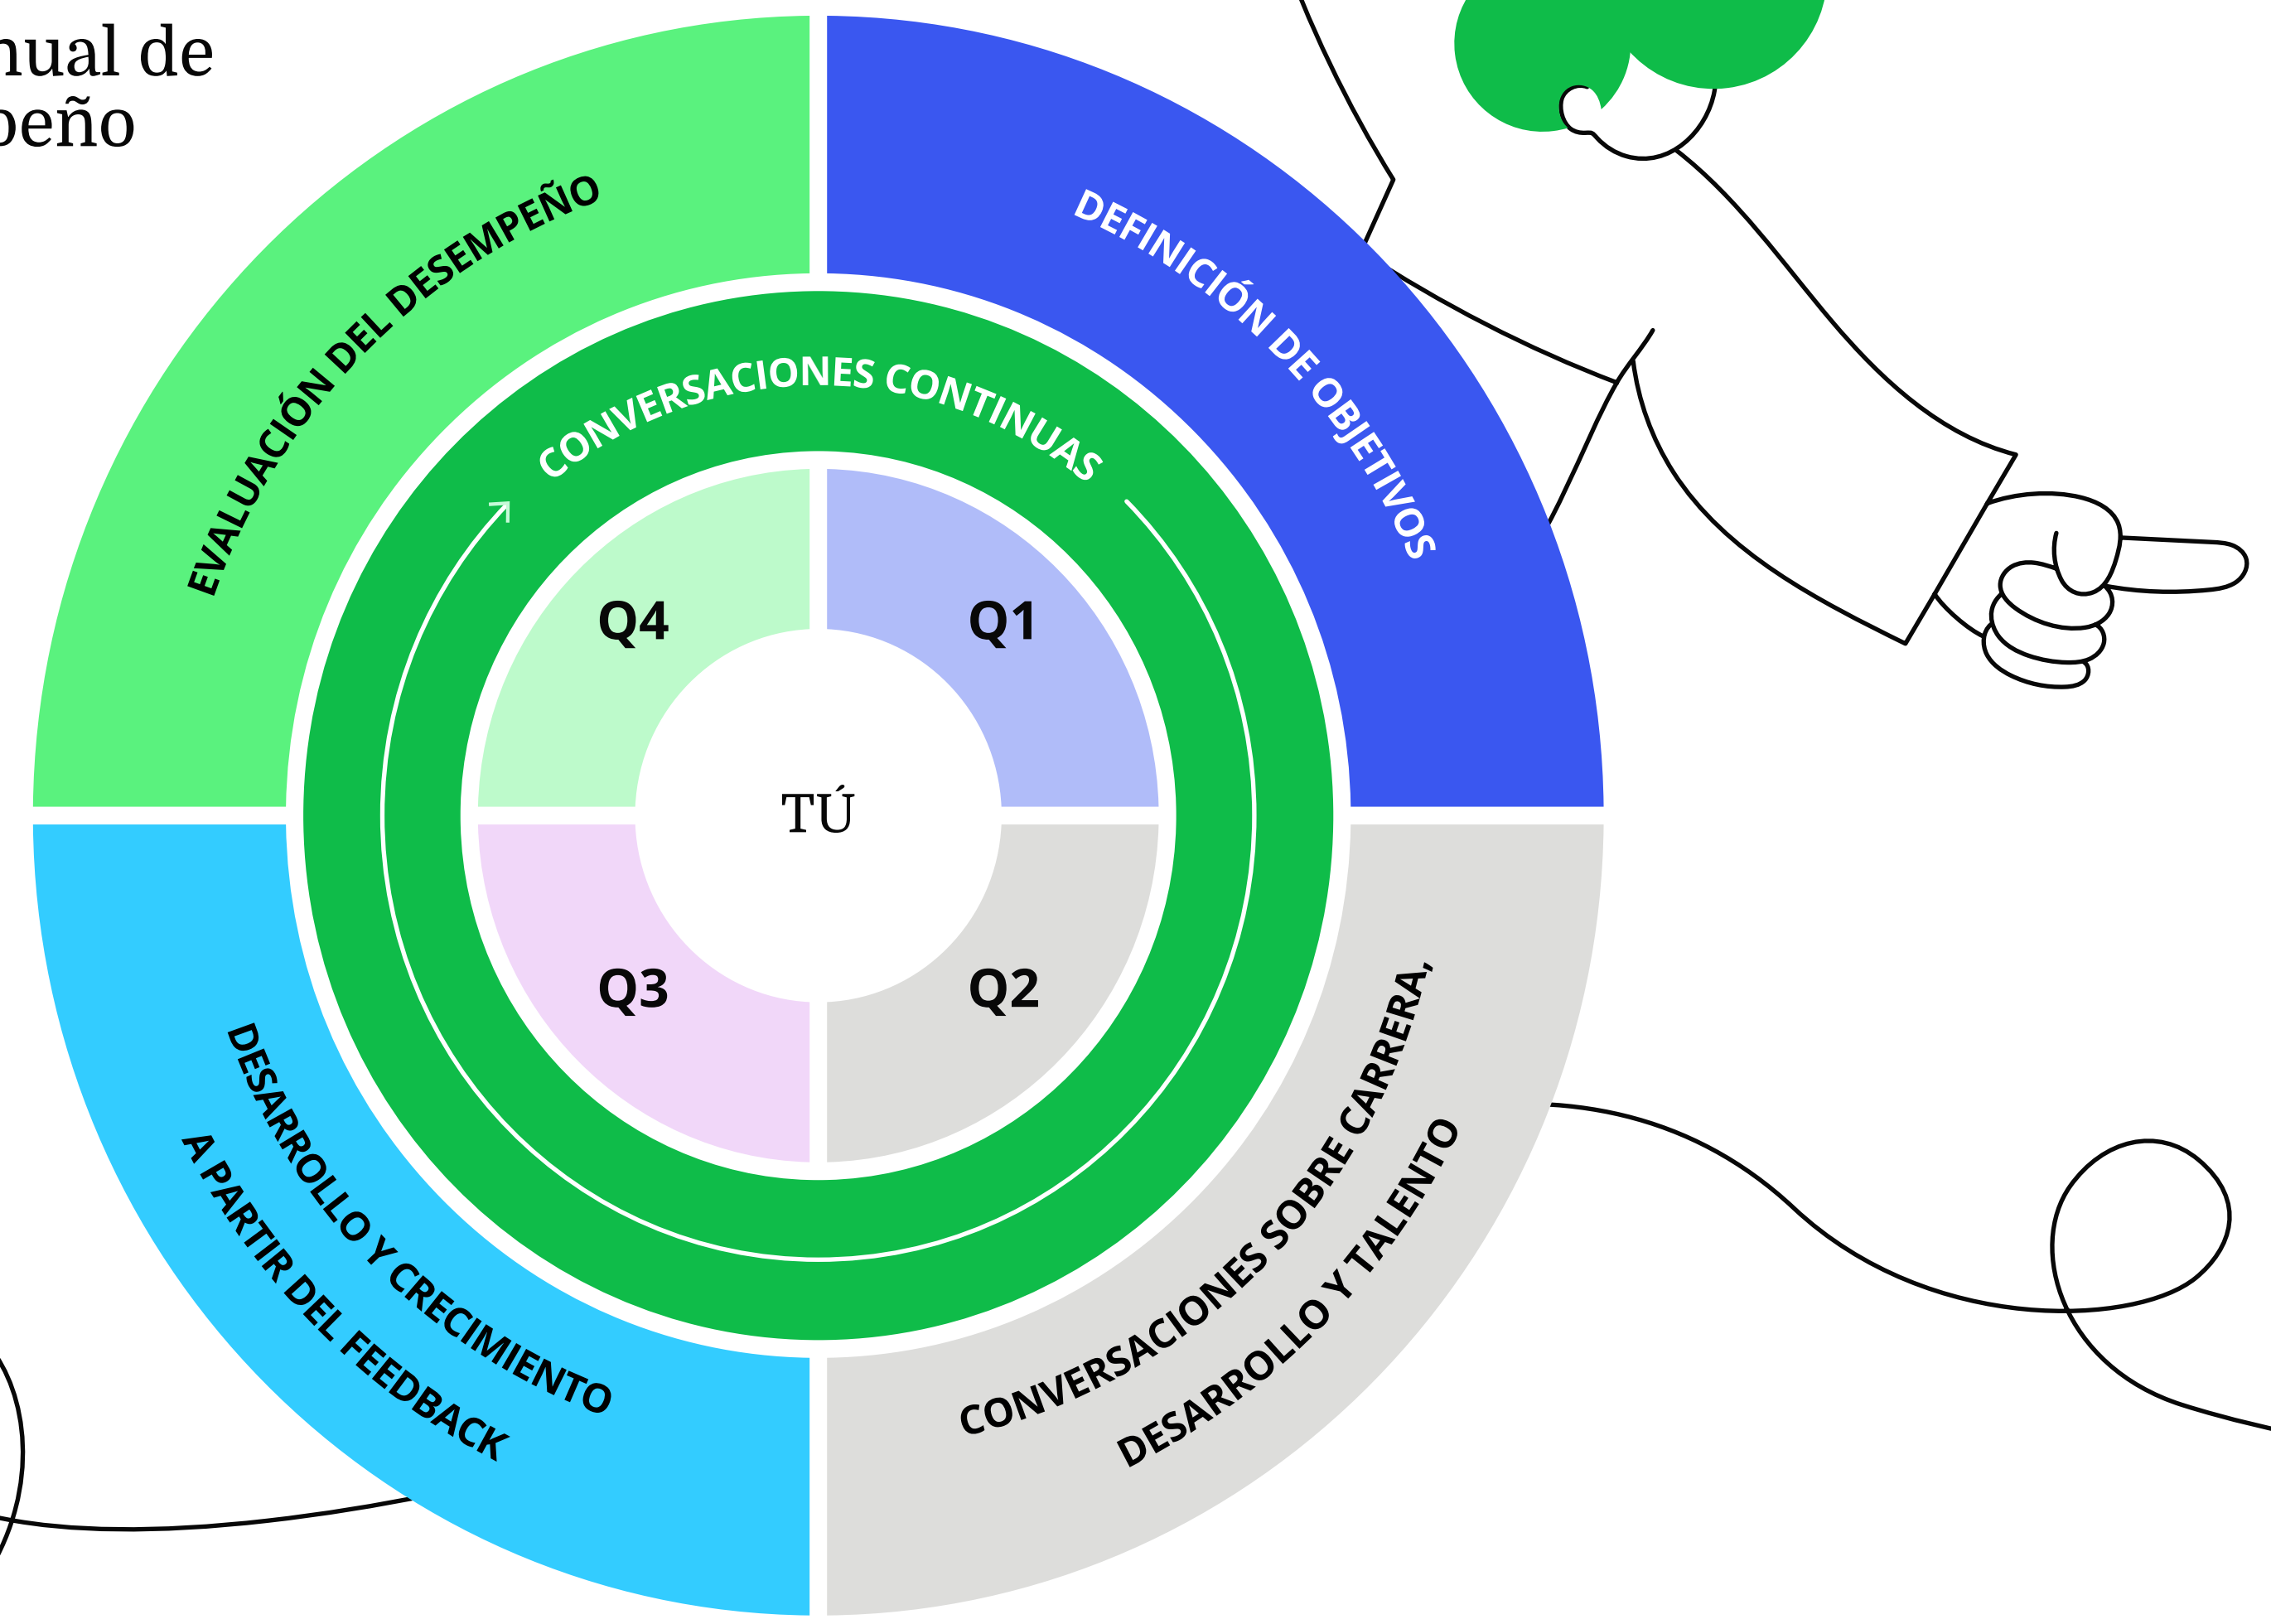 nual de
peño
EVALUACIÓN DEL DESEMPEÑO
DEFINICIÓN DE OBJETIVOS
CONVERSACIONES CONTINUAS
Q4
Q1
TÚ
Q3
Q2
DESARROLLO Y CRECIMIENTO
A PARTIR DEL FEEDBACK
CONVERSACIONES SOBRE CARRERA,
DESARROLLO Y TALENTO